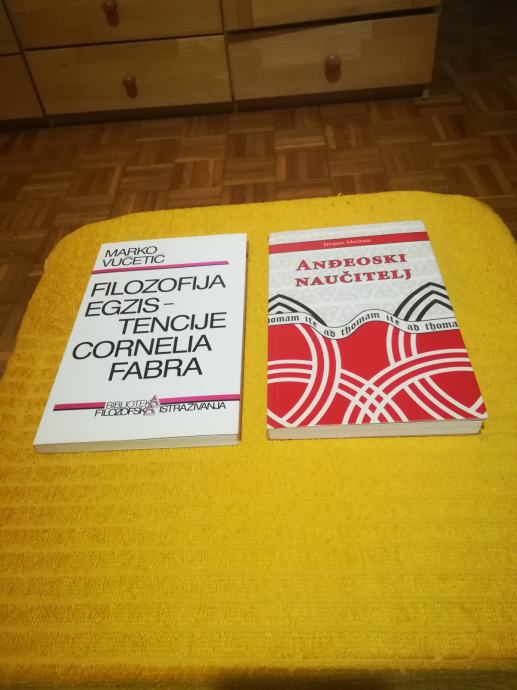 MARKO
VUČETIĆ
FILOZOFIJA
EGZIS-
TENCIJE
CORNELIA
FABRA
BIBLIOTEKA
FILOZOFSKA ISTRAŽIVANJA
Jacques Maritain
ANĐEOSKI
NAUČITELJ
thomam ite ad thomam ite ad thoma